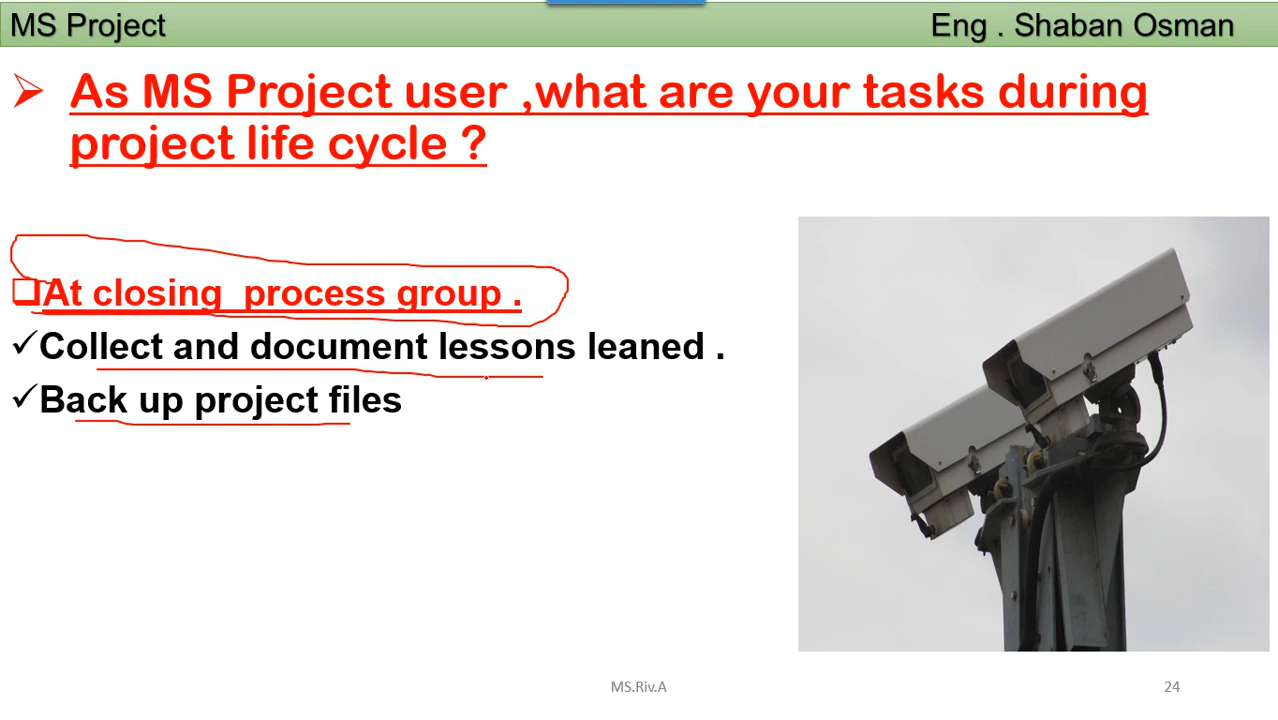 MS Project Eng . Shaban Osman
As MS Project user ,what are your tasks during
project life cycle ?
At closing process group .
Collect and document lessons leaned .
Back up project files
MS.Riv.A 24